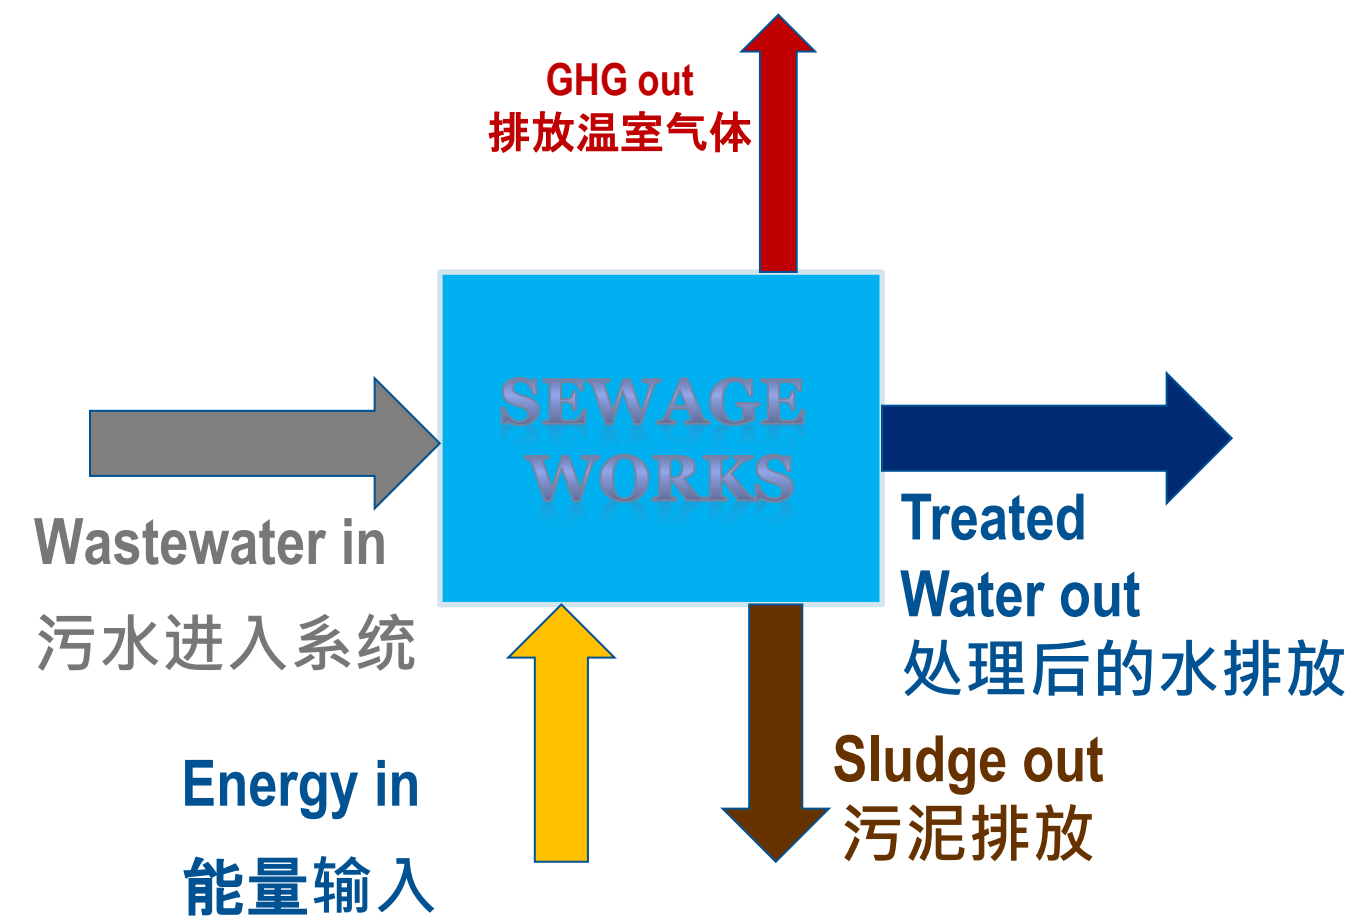 GHG out
排放温室气体
SEWAGE
WORKS
Wastewater in
污水进入系统
Treated
Water out
处理后的水排放
Energy in
能量输入
Sludge out
污泥排放